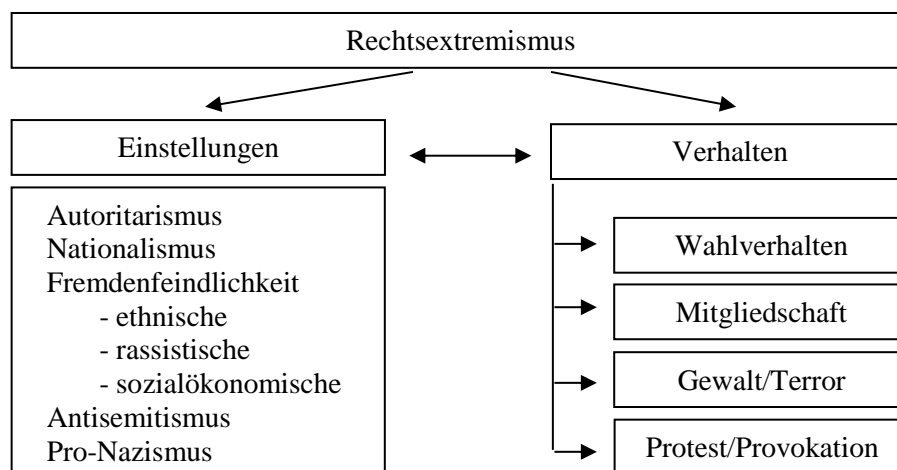 Rechtsextremismus
Einstellungen
Autoritarismus
Nationalismus
Fremdenfeindlichkeit
- ethnische
- rassistische
- sozialökonomische
Antisemitismus
Pro-Nazismus
Verhalten
Wahlverhalten
Mitgliedschaft
Gewalt/Terror
Protest/Provokation